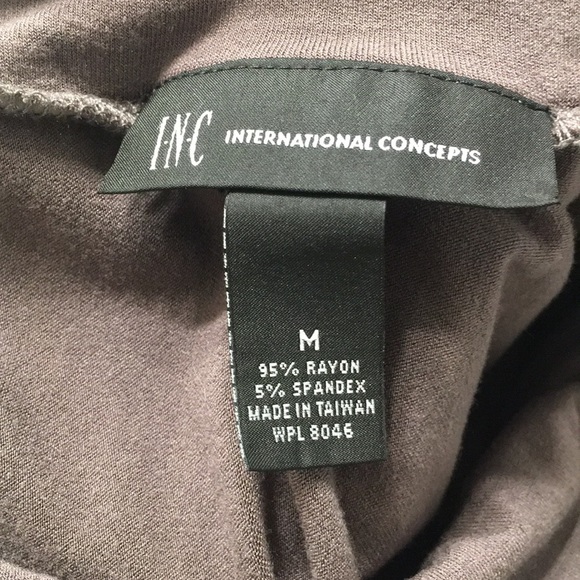 I·N·C INTERNATIONAL CONCEPTS
M
95% RAYON
5% SPANDEX
MADE IN TAIWAN
WPL 8046